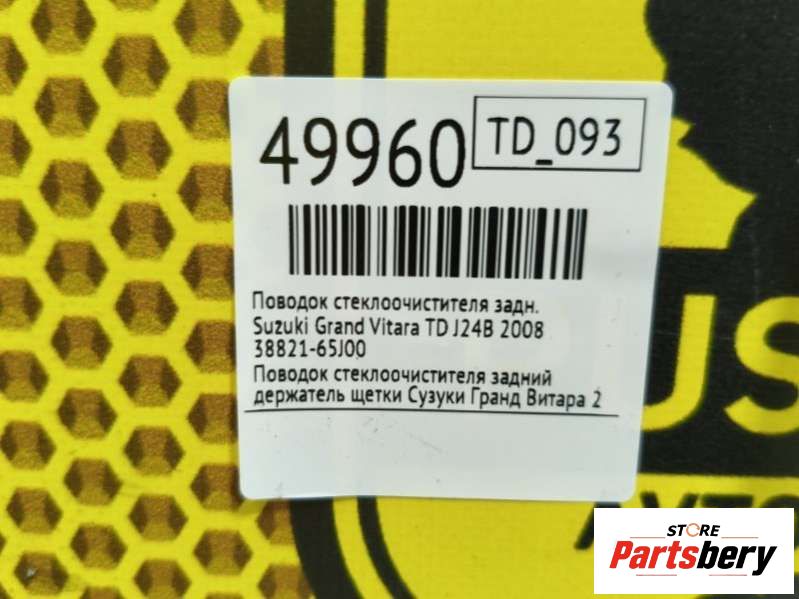 49960
TD_093
Поводок стеклоочистителя задн.
Suzuki Grand Vitara TD J24B 2008
38821-65J00
Поводок стеклоочистителя задний
держатель щетки Сузуки Гранд Витара 2
US
STORE
Partsbery